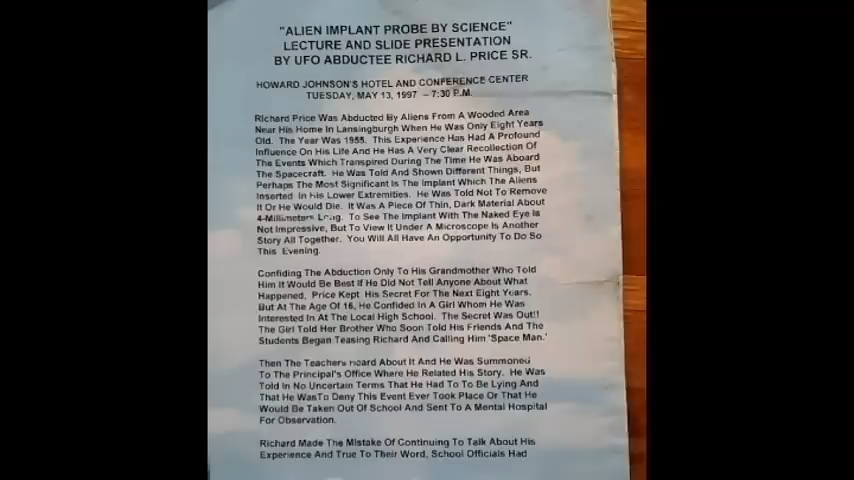 "ALIEN IMPLANT PROBE BY SCIENCE"
LECTURE AND SLIDE PRESENTATION
BY UFO ABDUCTEE RICHARD L. PRICE SR.
HOWARD JOHNSON'S HOTEL AND CONFERENCE CENTER
TUESDAY, MAY 13, 1997 – 7:30 P.M.
Richard Price Was Abducted By Aliens From A Wooded Area
Near His Home In Lansingburgh When He Was Only Eight Years
Old. The Year Was 1955. This Experience Has Had A Profound
Influence On His Life And He Has A Very Clear Recollection Of
The Events Which Transpired During The Time He Was Aboard
The Spacecraft. He Was Told And Shown Different Things, But
Perhaps The Most Significant Is The Implant Which The Aliens
Inserted In his Lower Extremities. He Was Told Not To Remove
It Or He Would Die. It Was A Piece Of Thin, Dark Material About
4-Millimeters Long. To See The Implant With The Naked Eye Is
Not Impressive, But To View It Under A Microscope Is Another
Story All Together. You Will All Have An Opportunity To Do So
This Evening.
Confiding The Abduction Only To His Grandmother Who Told
Him It Would Be Best If He Did Not Tell Anyone About What
Happened, Price Kept His Secret For The Next Eight Years.
But At The Age Of 16, He Confided In A Girl Whom He Was
Interested In At The Local High School. The Secret Was Out!!
The Girl Told Her Brother Who Soon Told His Friends And The
Students Began Teasing Richard And Calling Him 'Space Man.'
Then The Teachers Heard About It And He Was Summoned
To The Principal's Office Where He Related His Story. He Was
Told In No Uncertain Terms That He Had To To Be Lying And
That He WasTo Deny This Event Ever Took Place Or That He
Would Be Taken Out Of School And Sent To A Mental Hospital
For Observation.
Richard Made The Mistake Of Continuing To Talk About His
Experience And True To Their Word, School Officials Had